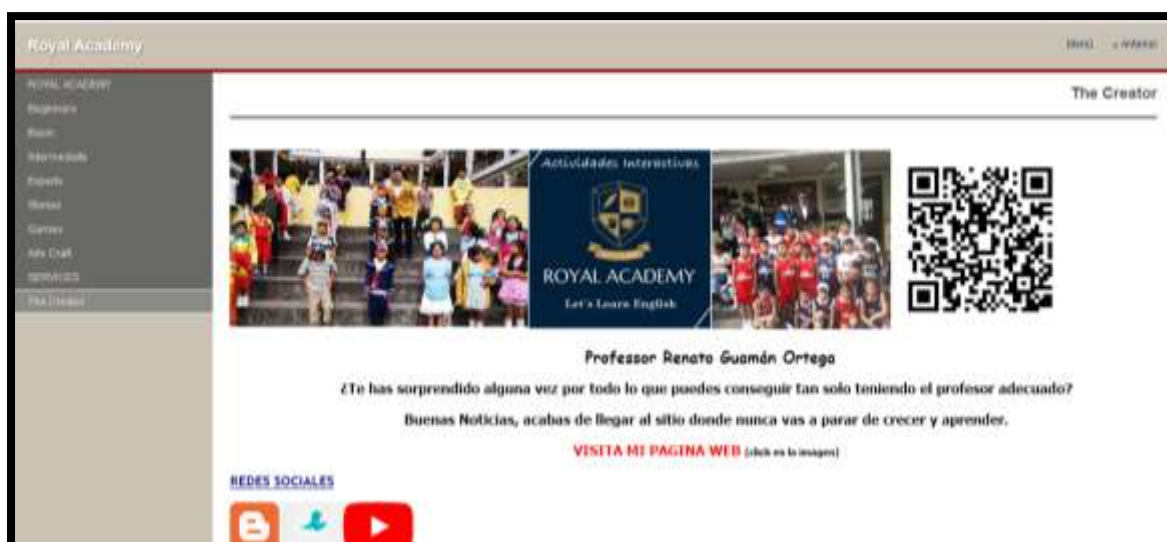 Royal Academy
Menú « Anterior
ROYAL ACADEMY
Beginners
Basic
Intermediate
Experts
Stories
Games
Arts Craft
SERVICES
The Creator
The Creator
Actividades Interactivas
ROYAL ACADEMY
Let's Learn English
Professor Renato Guamán Ortega
¿Te has sorprendido alguna vez por todo lo que puedes conseguir tan solo teniendo el profesor adecuado?
Buenas Noticias, acabas de llegar al sitio donde nunca vas a parar de crecer y aprender.
VISITA MI PAGINA WEB (click en la imagen)
REDES SOCIALES